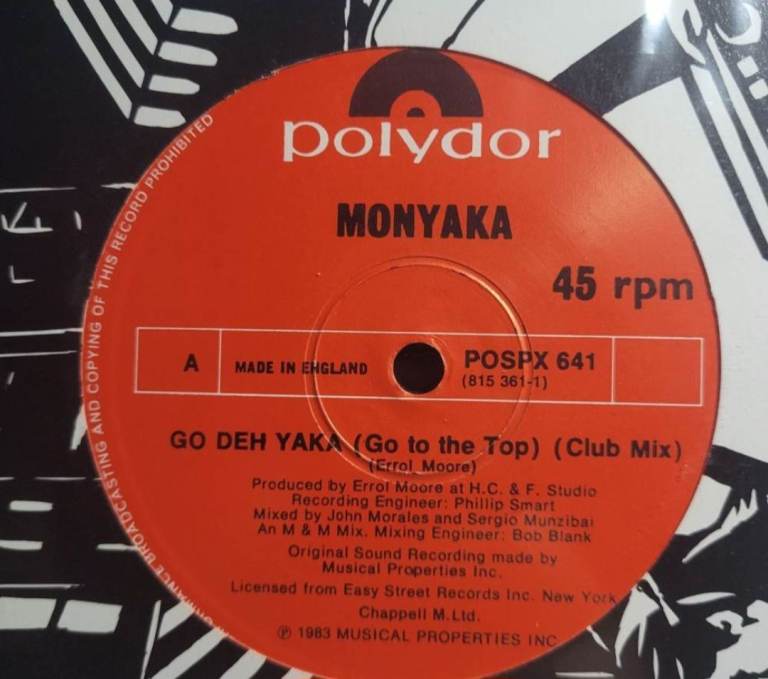 polydor
MONYAKA
45 rpm
A
MADE IN ENGLAND
POSPX 641
(815 361-1)
GO DEH YAKA (Go to the Top) (Club Mix)
(Errol Moore)
Produced by Errol Moore at H.C. & F. Studio
Recording Engineer: Phillip Smart
Mixed by John Morales and Sergio Munzibai
An M & M Mix. Mixing Engineer: Bob Blank
Original Sound Recording made by
Musical Properties Inc.
Licensed from Easy Street Records Inc. New York
Chappell M.Ltd.
℗ 1983 MUSICAL PROPERTIES INC
BROADCASTING AND COPYING OF THIS RECORD PROHIBITED